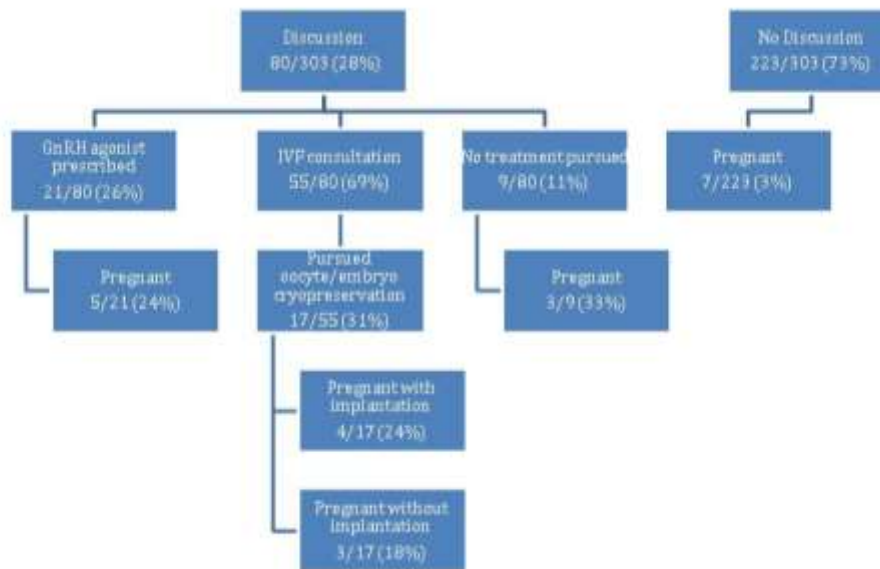 Discussion
80/303 (28%)
No Discussion
223/303 (73%)
GnRH agonist
prescribed
21/80 (26%)
IVF consultation
55/80 (69%)
No treatment pursued
9/80 (11%)
Pregnant
7/223 (3%)
Pregnant
5/21 (24%)
Pursued
oocyte/embryo
cryopreservation
17/55 (31%)
Pregnant
3/9 (33%)
Pregnant with
implantation
4/17 (24%)
Pregnant without
implantation
3/17 (18%)